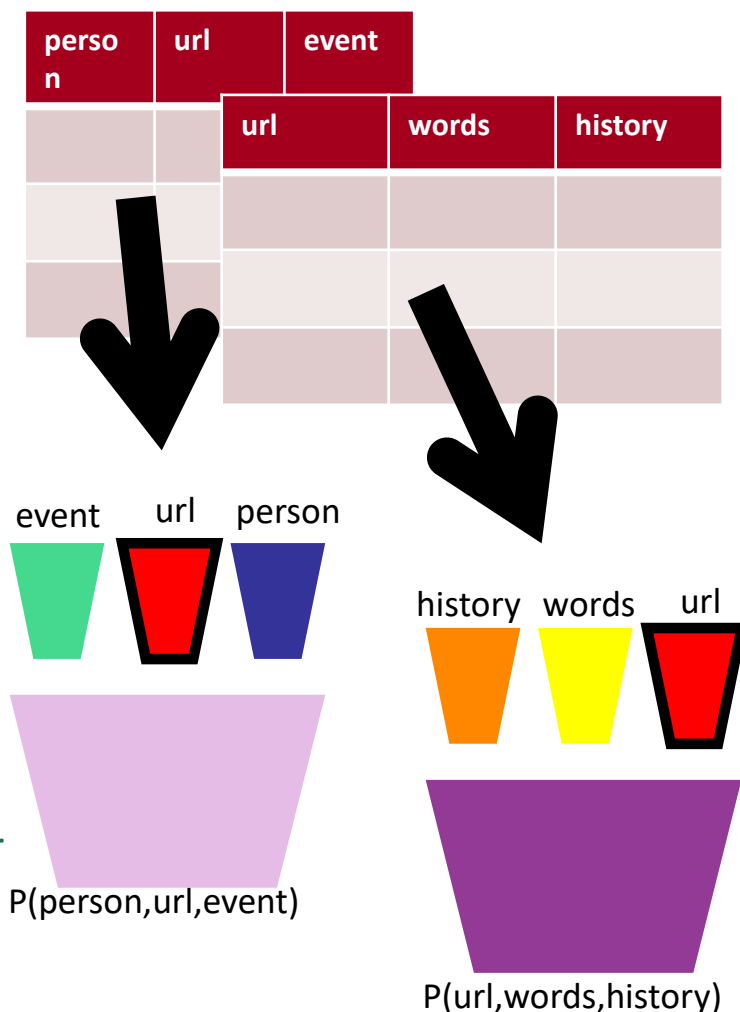 perso
n
url
event
url
words
history
event
url
person
history
words
url
P(person,url,event)
P(url,words,history)